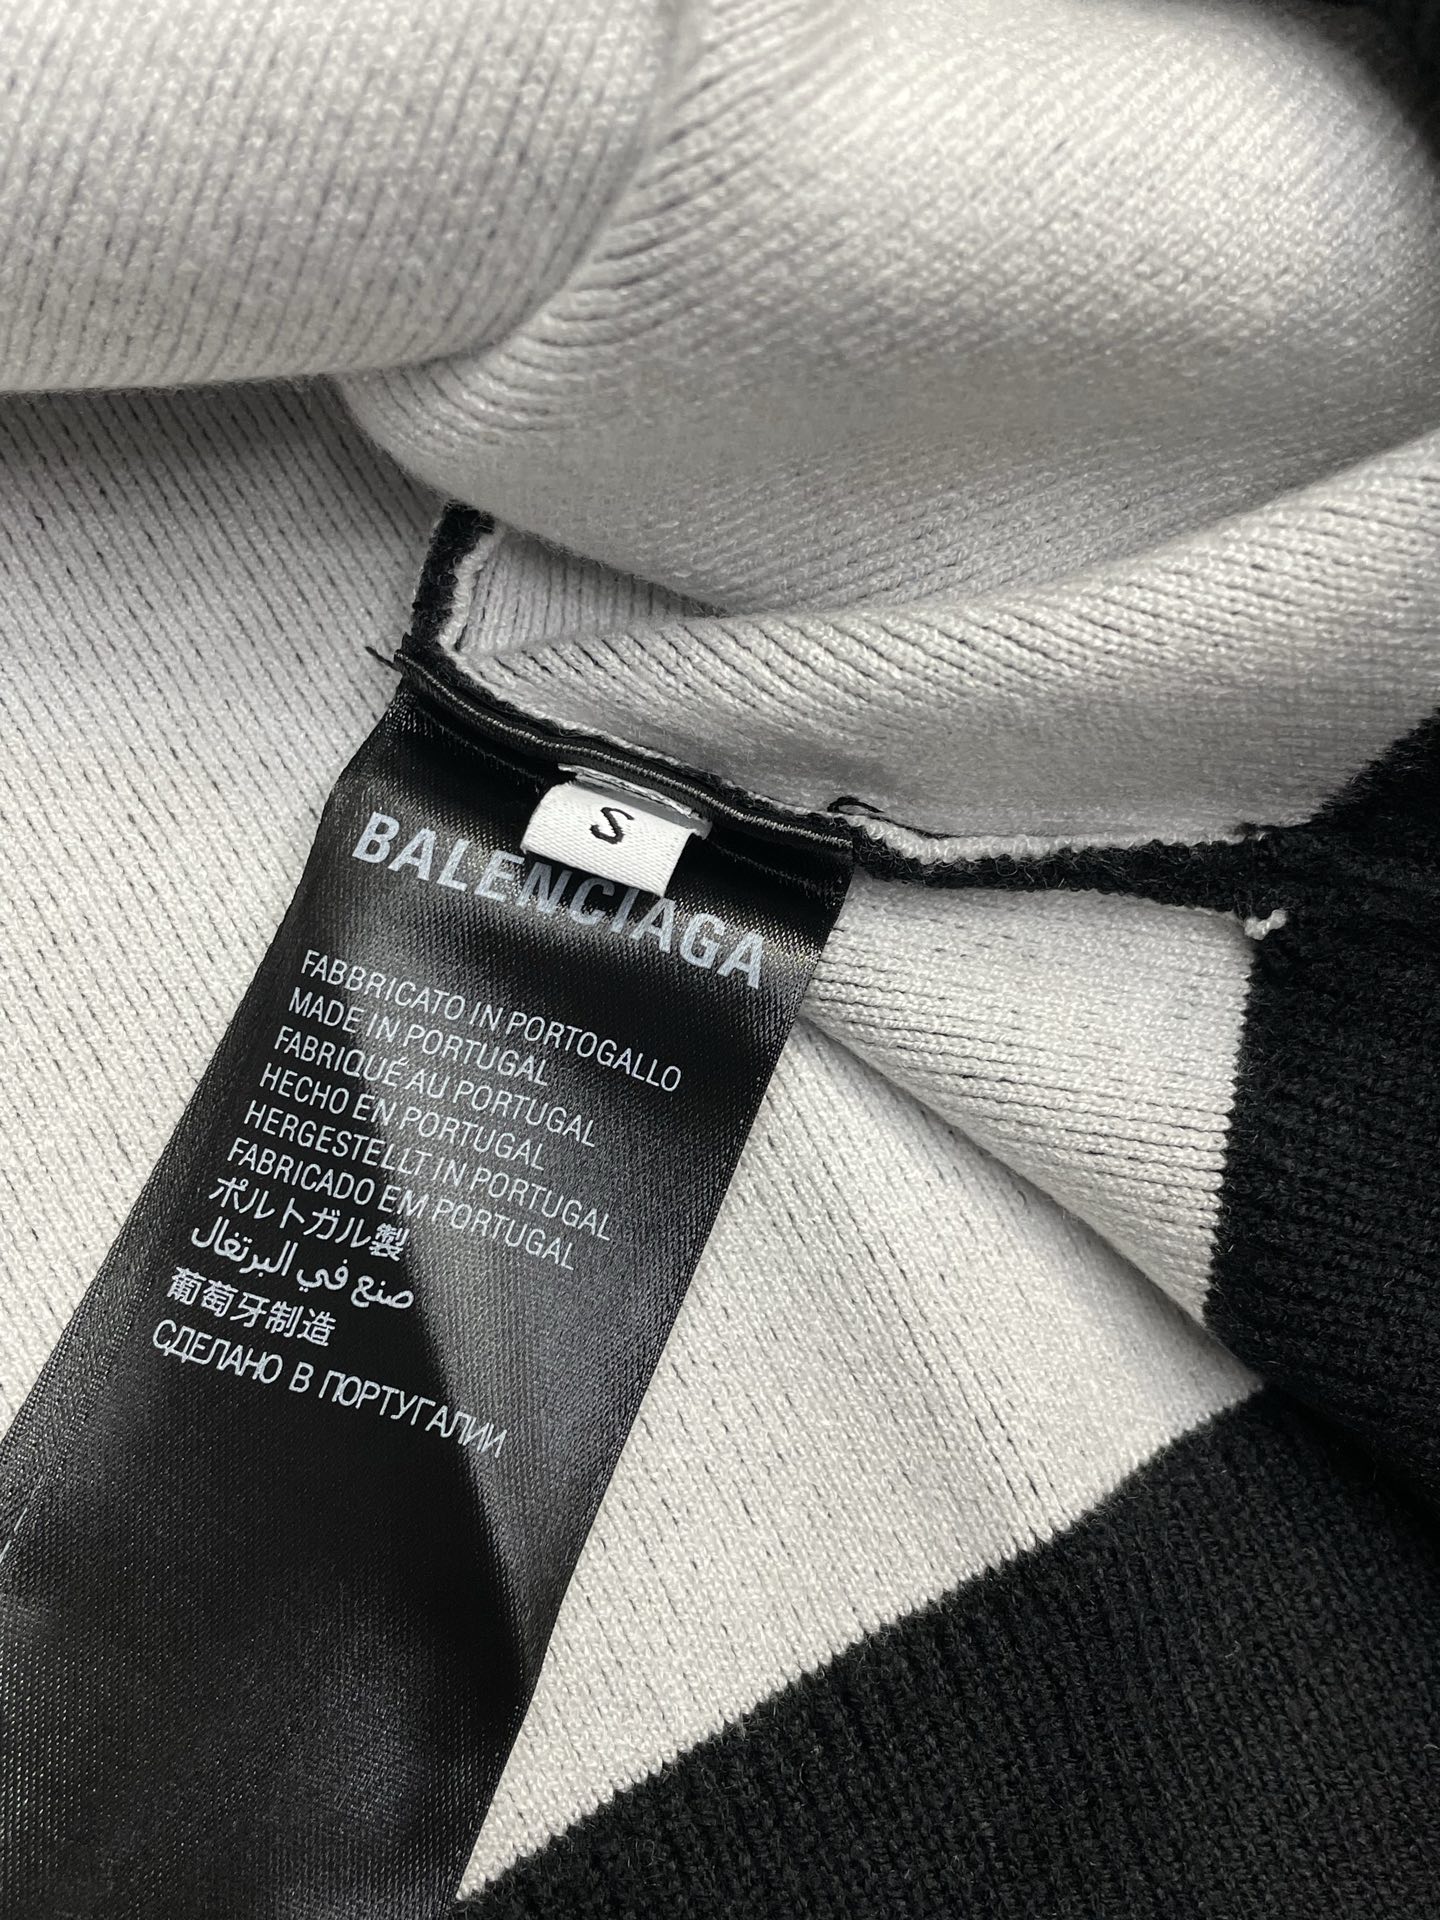 S
BALENCIAGA
FABBRICATO IN PORTOGALLO
MADE IN PORTUGAL
FABRIQUÉ AU PORTUGAL
HECHO EN PORTUGAL
HERGESTELLT IN PORTUGAL
FABRICADO EM PORTUGAL
ポルトガル製
صنع في البرتغال
葡萄牙制造
СДЕЛАНО В ПОРТУГАЛИИ